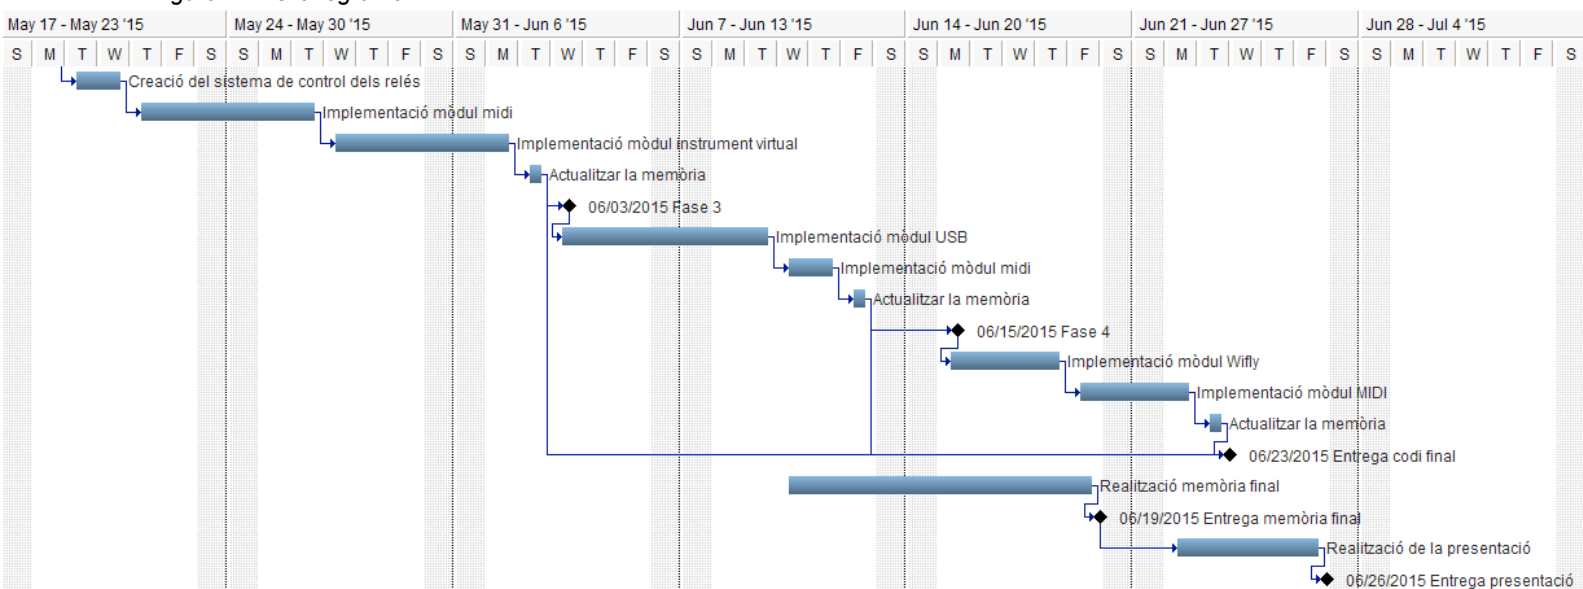 May 17 - May 23 '15 May 24 - May 30 '15 May 31 - Jun 6 '15 Jun 7 - Jun 13 '15 Jun 14 - Jun 20 '15 Jun 21 - Jun 27 '15 Jun 28 - Jul 4 '15
S M T W T F S S M T W T F S S M T W T F S S M T W T F S S M T W T F S S M T W T F S S M T W T F S
Creació del sistema de control dels relés
Implementació mòdul midi
Implementació mòdul instrument virtual
Actualitzar la memòria
06/03/2015 Fase 3
Implementació mòdul USB
Implementació mòdul midi
Actualitzar la memòria
06/15/2015 Fase 4
Implementació mòdul Wifly
Implementació mòdul MIDI
Actualitzar la memòria
06/23/2015 Entrega codi final
Realització memòria final
06/19/2015 Entrega memòria final
Realització de la presentació
06/26/2015 Entrega presentació